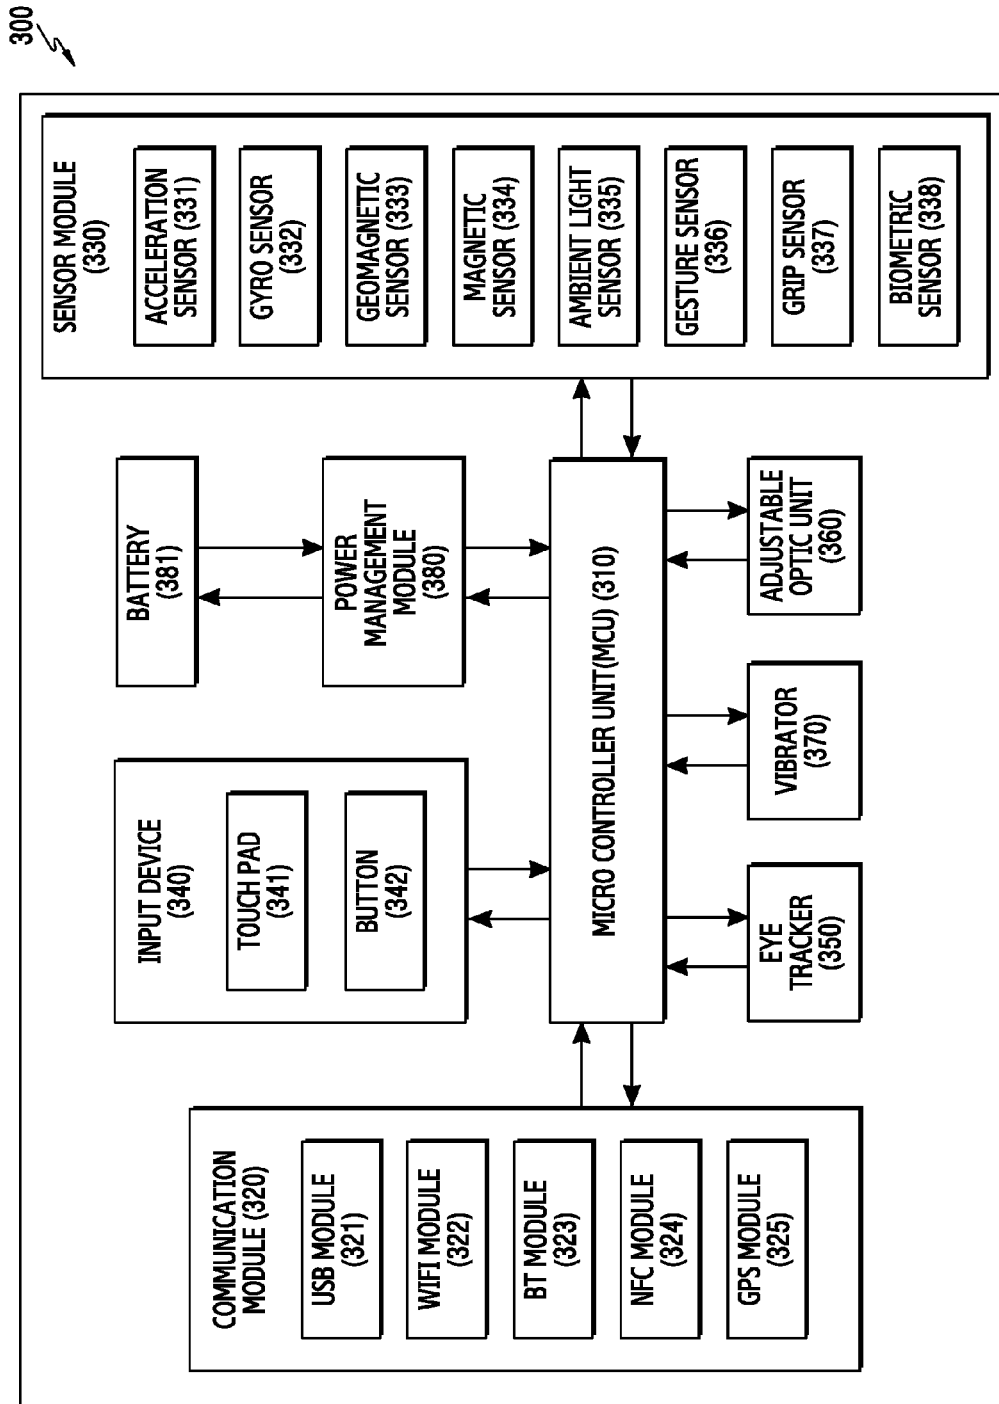 300
COMMUNICATION
MODULE (320)
USB MODULE
(321)
WIFI MODULE
(322)
BT MODULE
(323)
NFC MODULE
(324)
GPS MODULE
(325)
INPUT DEVICE
(340)
TOUCH PAD
(341)
BUTTON
(342)
BATTERY
(381)
POWER
MANAGEMENT
MODULE
(380)
MICRO CONTROLLER UNIT(MCU) (310)
EYE
TRACKER
(350)
VIBRATOR
(370)
ADJUSTABLE
OPTIC UNIT
(360)
SENSOR MODULE
(330)
ACCELERATION
SENSOR (331)
GYRO SENSOR
(332)
GEOMAGNETIC
SENSOR (333)
MAGNETIC
SENSOR (334)
AMBIENT LIGHT
SENSOR (335)
GESTURE SENSOR
(336)
GRIP SENSOR
(337)
BIOMETRIC
SENSOR (338)